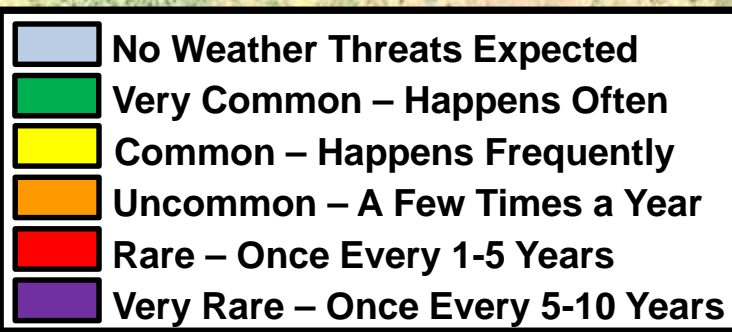 No Weather Threats Expected
Very Common – Happens Often
Common – Happens Frequently
Uncommon – A Few Times a Year
Rare – Once Every 1-5 Years
Very Rare – Once Every 5-10 Years